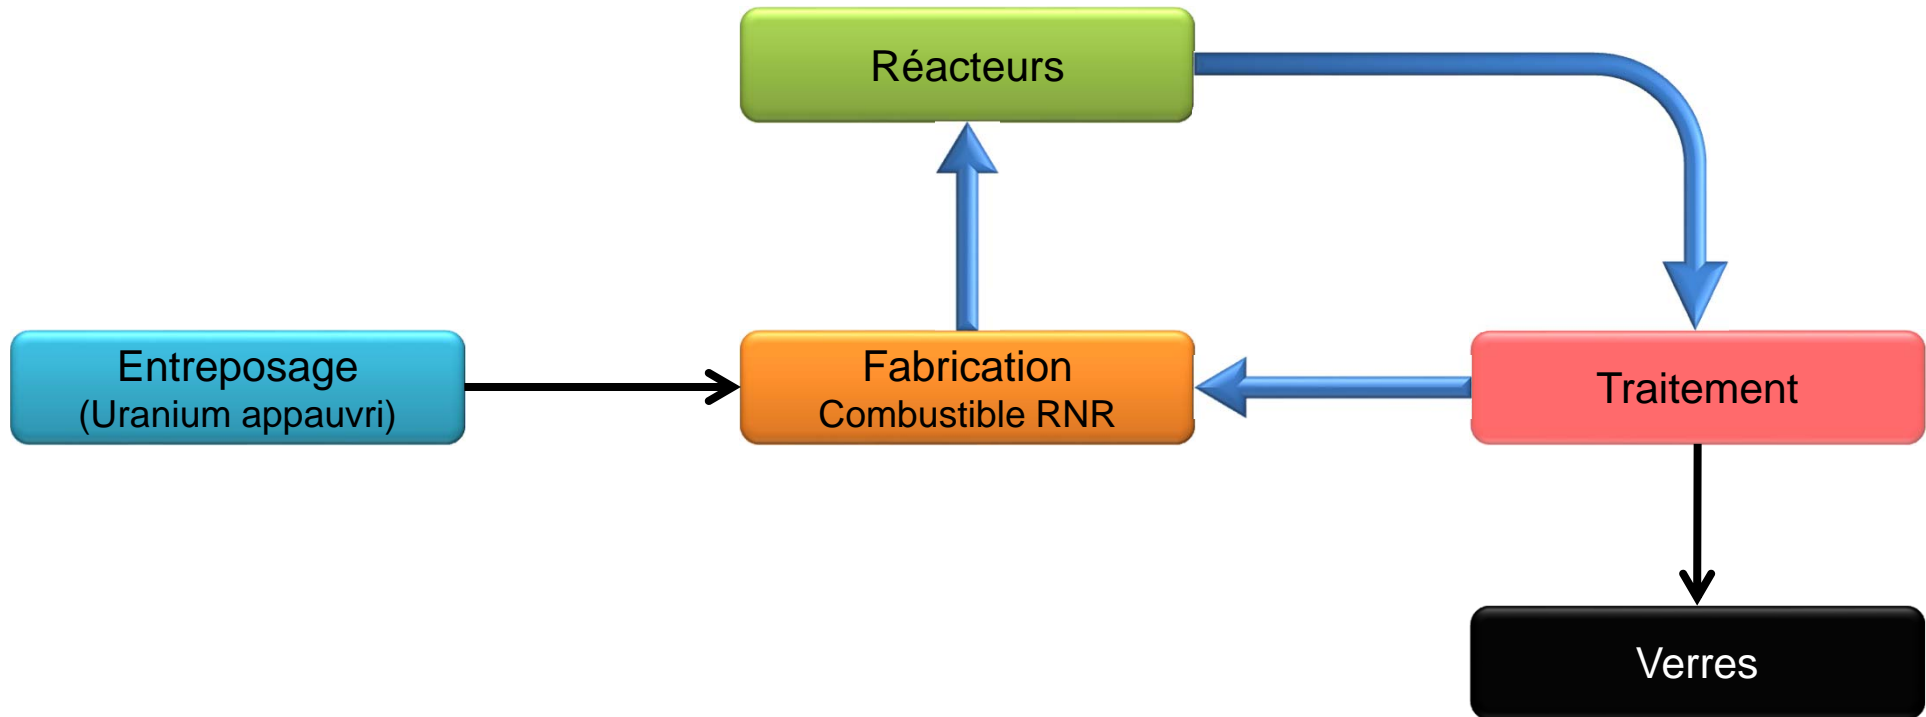 Réacteurs
Entreposage
(Uranium appauvri)
Fabrication
Combustible RNR
Traitement
Verres